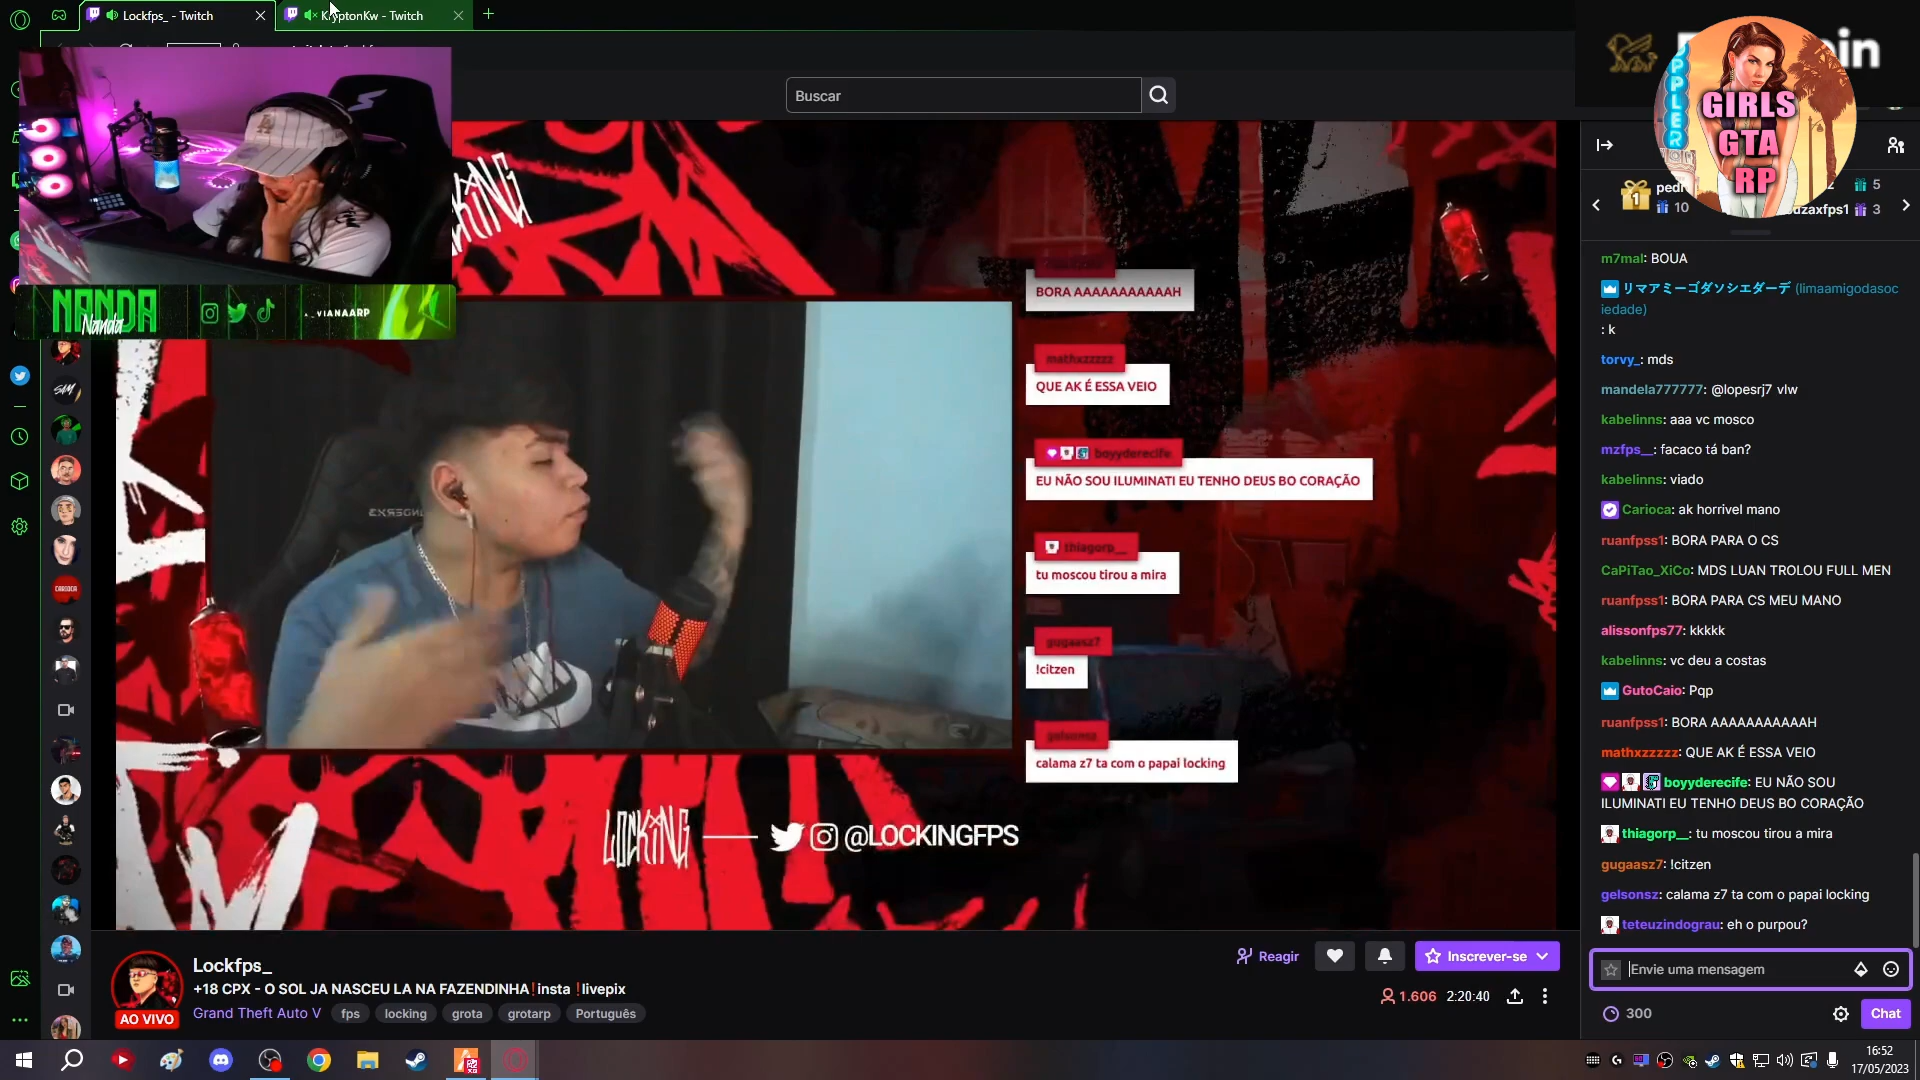 Lockfps_ - Twitch
KryptonKw - Twitch
Buscar
GIRLS
GTA
RP
10
5
3
NANDA
Nanda
BORA AAAAAAAAAAAH
mathxzzzzz
QUE AK É ESSA VEIO
boyyderecife
EU NÃO SOU ILUMINATI EU TENHO DEUS BO CORAÇÃO
thiagorp__
tu moscou tirou a mira
gugaasz7
!citzen
gelsonsz
calama z7 ta com o papai locking
LOCKING
@LOCKINGFPS
m7mal: BOUA
リマアミーゴダソシエダーデ (limaamigodasoc
iedade)
: k
torvy_: mds
mandela777777: @lopesrj7 vlw
kabelinns: aaa vc mosco
mzfps__: facaco tá ban?
kabelinns: viado
Carioca: ak horrivel mano
ruanfpss1: BORA PARA O CS
CaPiTao_XiCo: MDS LUAN TROLOU FULL MEN
ruanfpss1: BORA PARA CS MEU MANO
alissonfps77: kkkkk
kabelinns: vc deu a costas
GutoCaio: Pqp
ruanfpss1: BORA AAAAAAAAAAAH
mathxzzzzz: QUE AK É ESSA VEIO
boyyderecife: EU NÃO SOU
ILUMINATI EU TENHO DEUS BO CORAÇÃO
thiagorp__: tu moscou tirou a mira
gugaasz7: !citzen
gelsonsz: calama z7 ta com o papai locking
teteuzindograu: eh o purpou?
Envie uma mensagem
300
Chat
Lockfps_
+18 CPX - O SOL JA NASCEU LA NA FAZENDINHA!insta !livepix
AO VIVO
Grand Theft Auto V fps locking grota grotarp Português
Reagir
Inscrever-se
1.606 2:20:40
16:52
17/05/2023